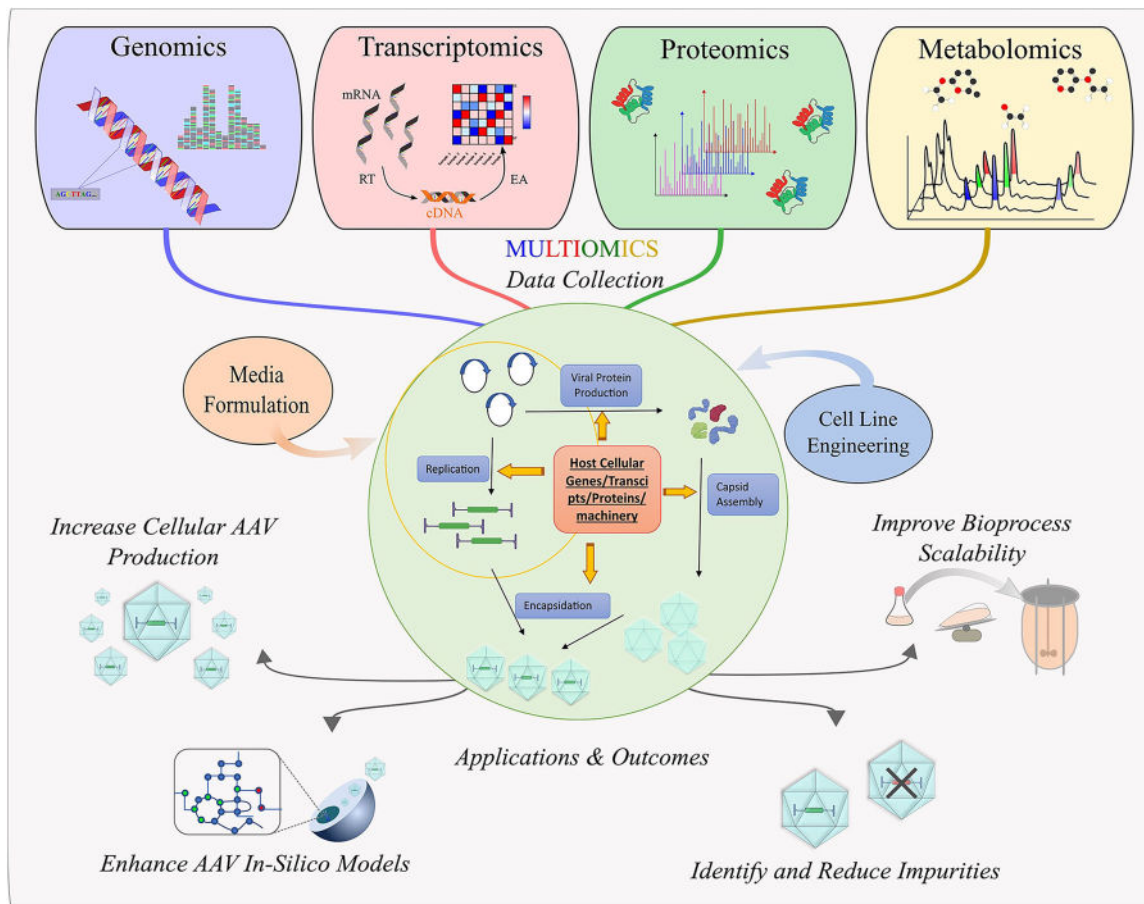 Genomics
Transcriptomics
Proteomics
Metabolomics
mRNA
RT
cDNA
EA
MULTIOMICS
Data Collection
Media
Formulation
Cell Line
Engineering
Viral Protein
Production
Replication
Host Cellular
Genes/Transci
pts/Proteins/
machinery
Capsid
Assembly
Encapsidation
Increase Cellular AAV
Production
Improve Bioprocess
Scalability
Applications & Outcomes
Enhance AAV In-Silico Models
Identify and Reduce Impurities